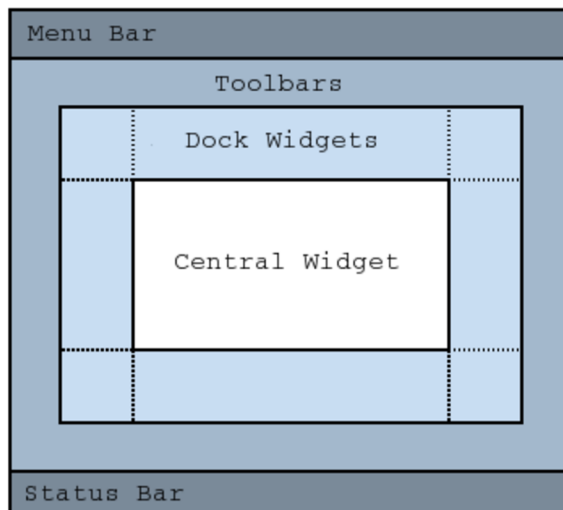 Menu Bar
Toolbars
Dock Widgets
Central Widget
Status Bar